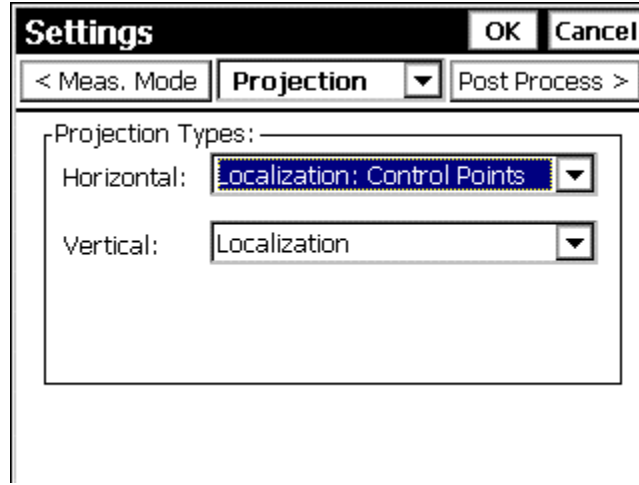 Settings OK Cancel
< Meas. Mode Projection Post Process >
Projection Types:
Horizontal: Localization: Control Points
Vertical: Localization